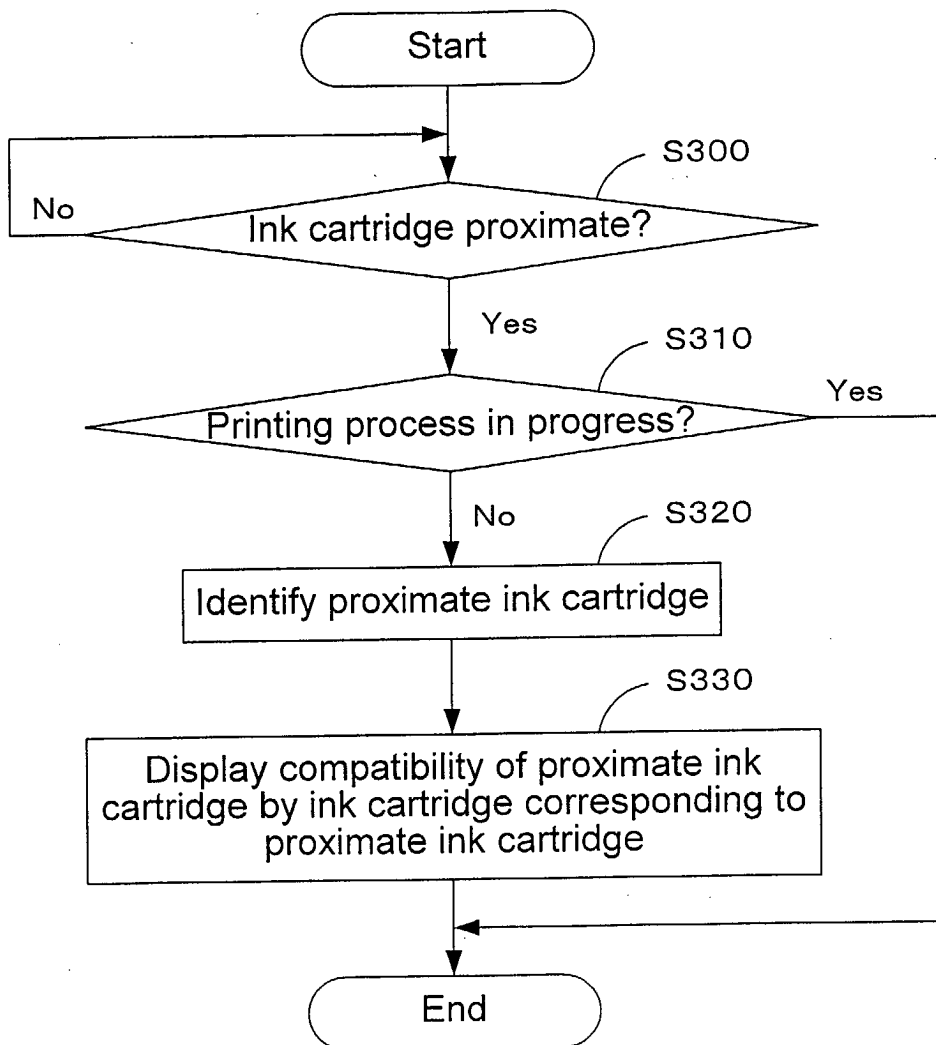 Start
S300
No
Ink cartridge proximate?
Yes
S310
Yes
Printing process in progress?
No
S320
Identify proximate ink cartridge
S330
Display compatibility of proximate ink
cartridge by ink cartridge corresponding to
proximate ink cartridge
End